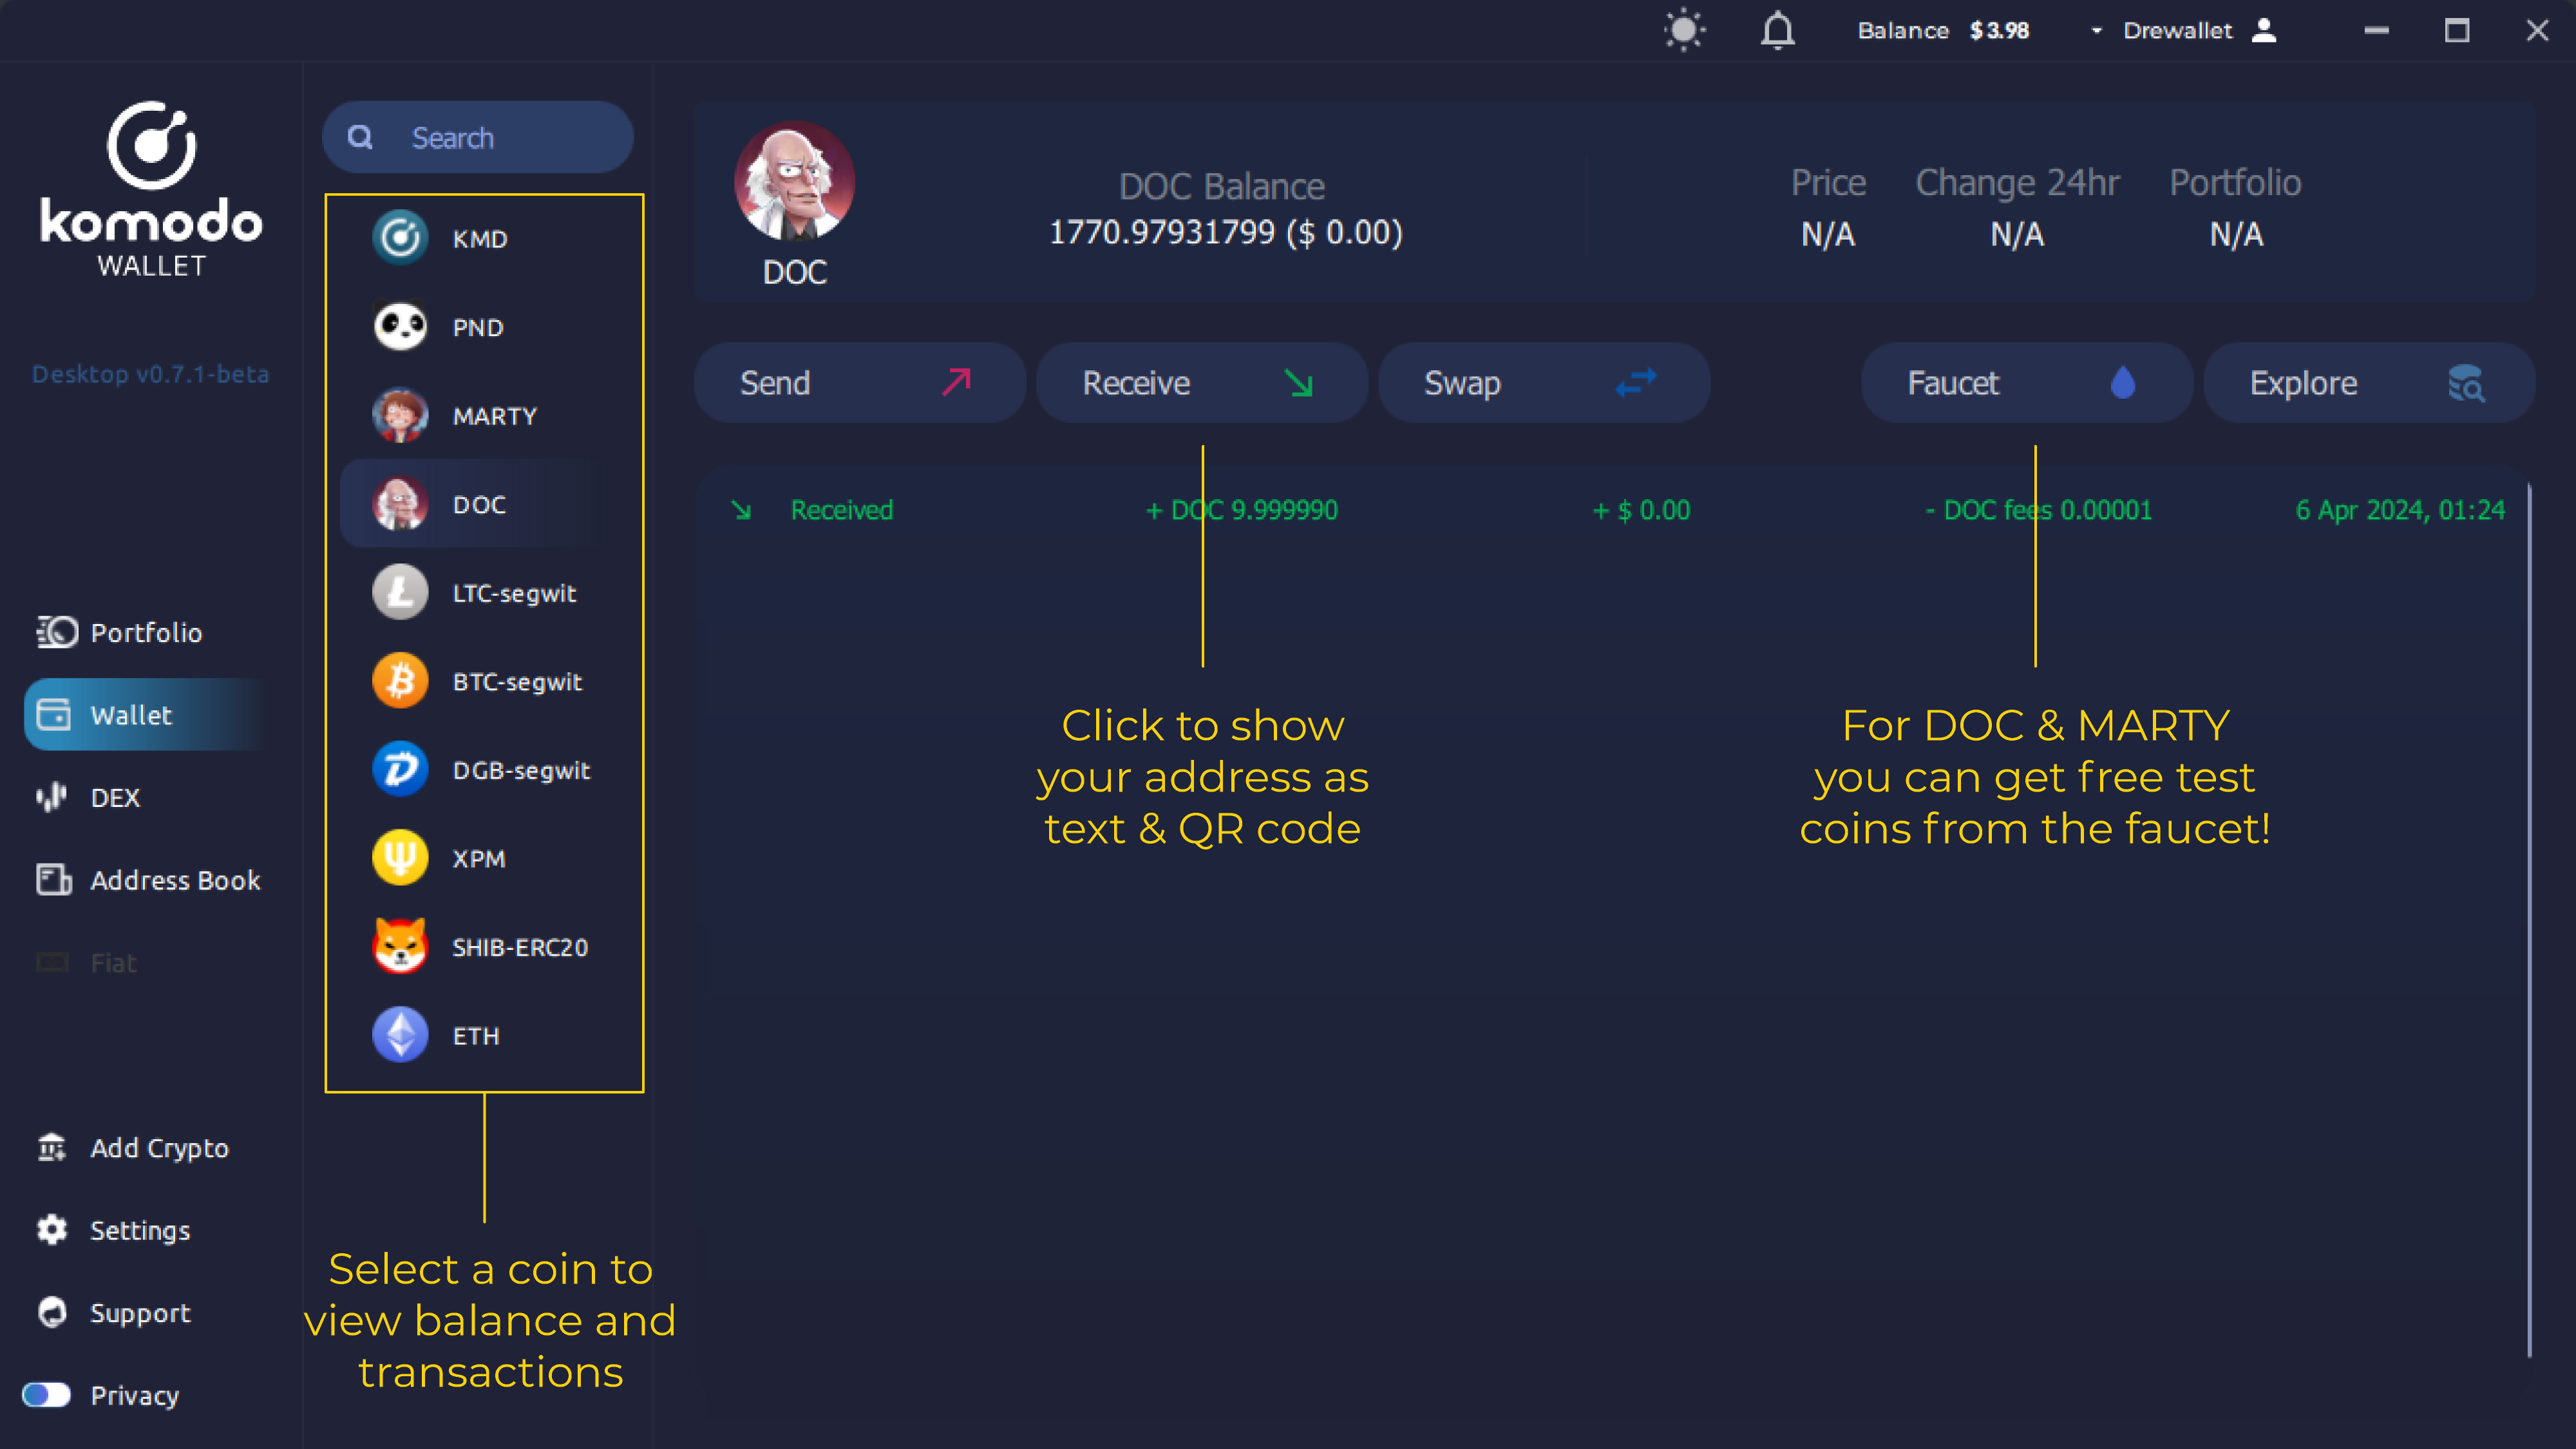 Balance $ 3.98 Drewallet
komodo
WALLET
Desktop v0.7.1-beta
Portfolio
Wallet
DEX
Address Book
Fiat
Add Crypto
Settings
Support
Privacy
Search
KMD
PND
MARTY
DOC
LTC-segwit
BTC-segwit
DGB-segwit
XPM
SHIB-ERC20
ETH
Select a coin to
view balance and
transactions
DOC
DOC Balance
1770.97931799 ($ 0.00)
Price Change 24hr Portfolio
N/A N/A N/A
Send Receive Swap Faucet Explore
Received + DOC 9.999990 + $ 0.00 - DOC fees 0.00001 6 Apr 2024, 01:24
Click to show
your address as
text & QR code
For DOC & MARTY
you can get free test
coins from the faucet!